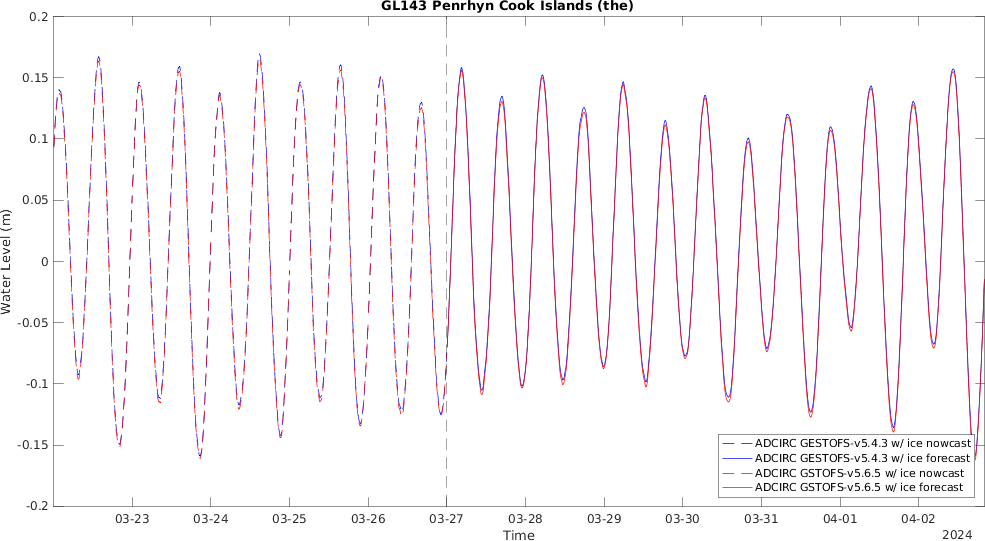 GL143 Penrhyn Cook Islands (the)
0.2
0.15
0.1
0.05
0
-0.05
-0.1
-0.15
-0.2
Water Level (m)
ADCIRC GESTOFS-v5.4.3 w/ ice nowcast
ADCIRC GESTOFS-v5.4.3 w/ ice forecast
ADCIRC GSTOFS-v5.6.5 w/ ice nowcast
ADCIRC GSTOFS-v5.6.5 w/ ice forecast
03-23 03-24 03-25 03-26 03-27 03-28 03-29 03-30 03-31 04-01 04-02
Time
2024